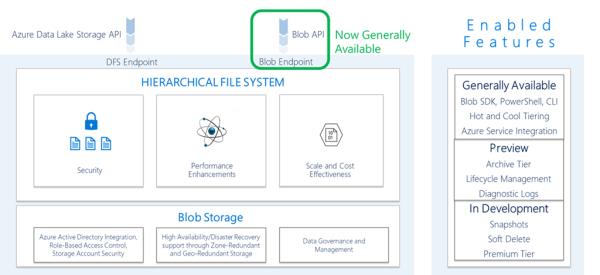 Azure Data Lake Storage API
Blob API
Now Generally
Available
DFS Endpoint
Blob Endpoint
HIERARCHICAL FILE SYSTEM
Security
Performance
Enhancements
Scale and Cost
Effectiveness
Blob Storage
Azure Active Directory Integration,
Role-Based Access Control,
Storage Account Security
High Availability/Disaster Recovery
support through Zone-Redundant
and Geo-Redundant Storage
Data Governance and
Management
Enabled
Features
Generally Available
Blob SDK, PowerShell, CLI
Hot and Cool Tiering
Azure Service Integration
Preview
Archive Tier
Lifecycle Management
Diagnostic Logs
In Development
Snapshots
Soft Delete
Premium Tier